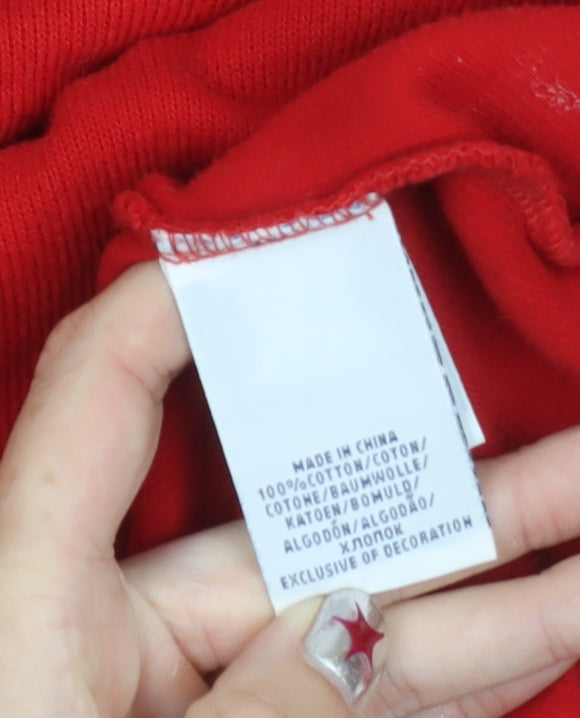 MADE IN CHINA
100%COTTON/COTON/
COTONE/BAUMWOLLE/
KATOEN/BOMULD/
ALGODÓN/ALGODÃO/
ХЛОПОК
EXCLUSIVE OF DECORATION